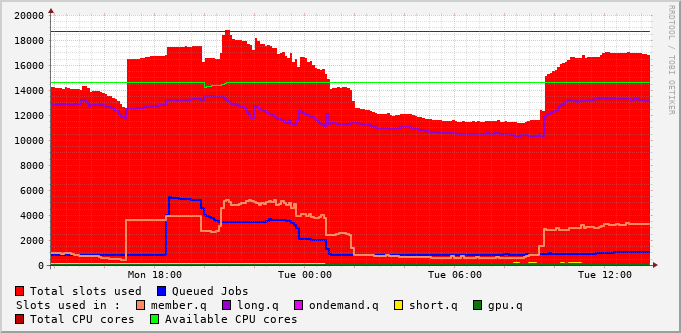 20000
18000
16000
14000
12000
10000
8000
6000
4000
2000
0
Mon 18:00 Tue 00:00 Tue 06:00 Tue 12:00
RRDTOOL / TOBI OETIKER
Total slots used Queued Jobs
Slots used in : member.q long.q ondemand.q short.q gpu.q
Total CPU cores Available CPU cores